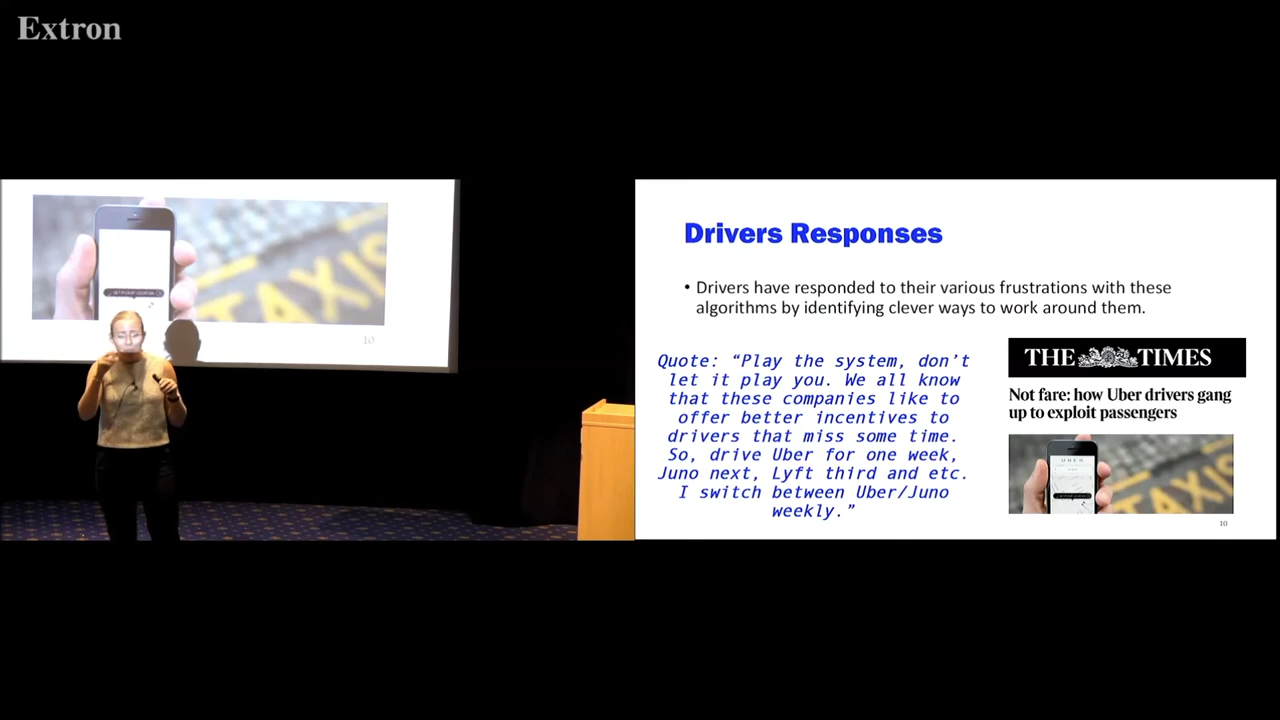 Extron
TAXIS
10
Drivers Responses
• Drivers have responded to their various frustrations with these
algorithms by identifying clever ways to work around them.
Quote: “Play the system, don’t
let it play you. We all know
that these companies like to
offer better incentives to
drivers that miss some time.
So, drive Uber for one week,
Juno next, Lyft third and etc.
I switch between Uber/Juno
weekly.”
THE TIMES
Not fare: how Uber drivers gang
up to exploit passengers
UBER
TAXIS
10